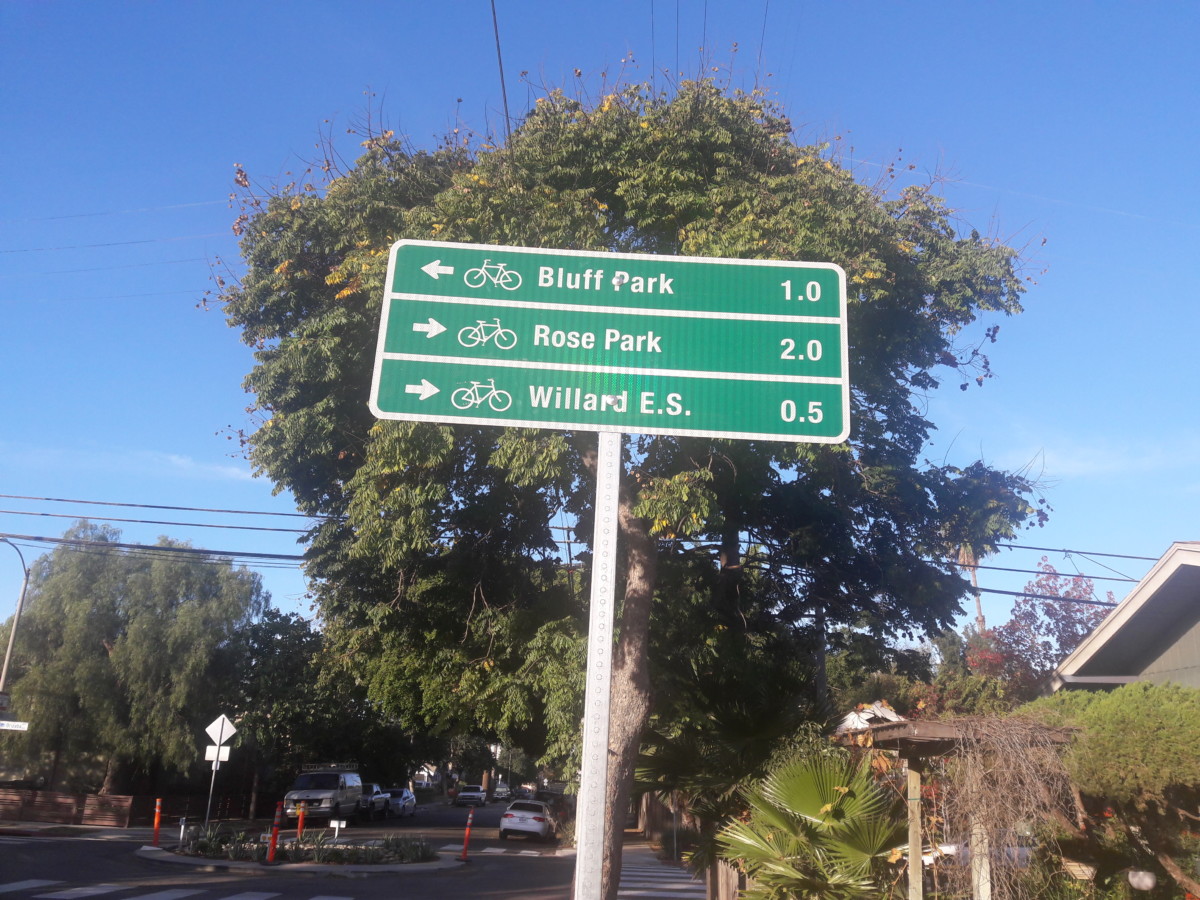 Bluff Park 1.0
Rose Park 2.0
Willard E.S. 0.5